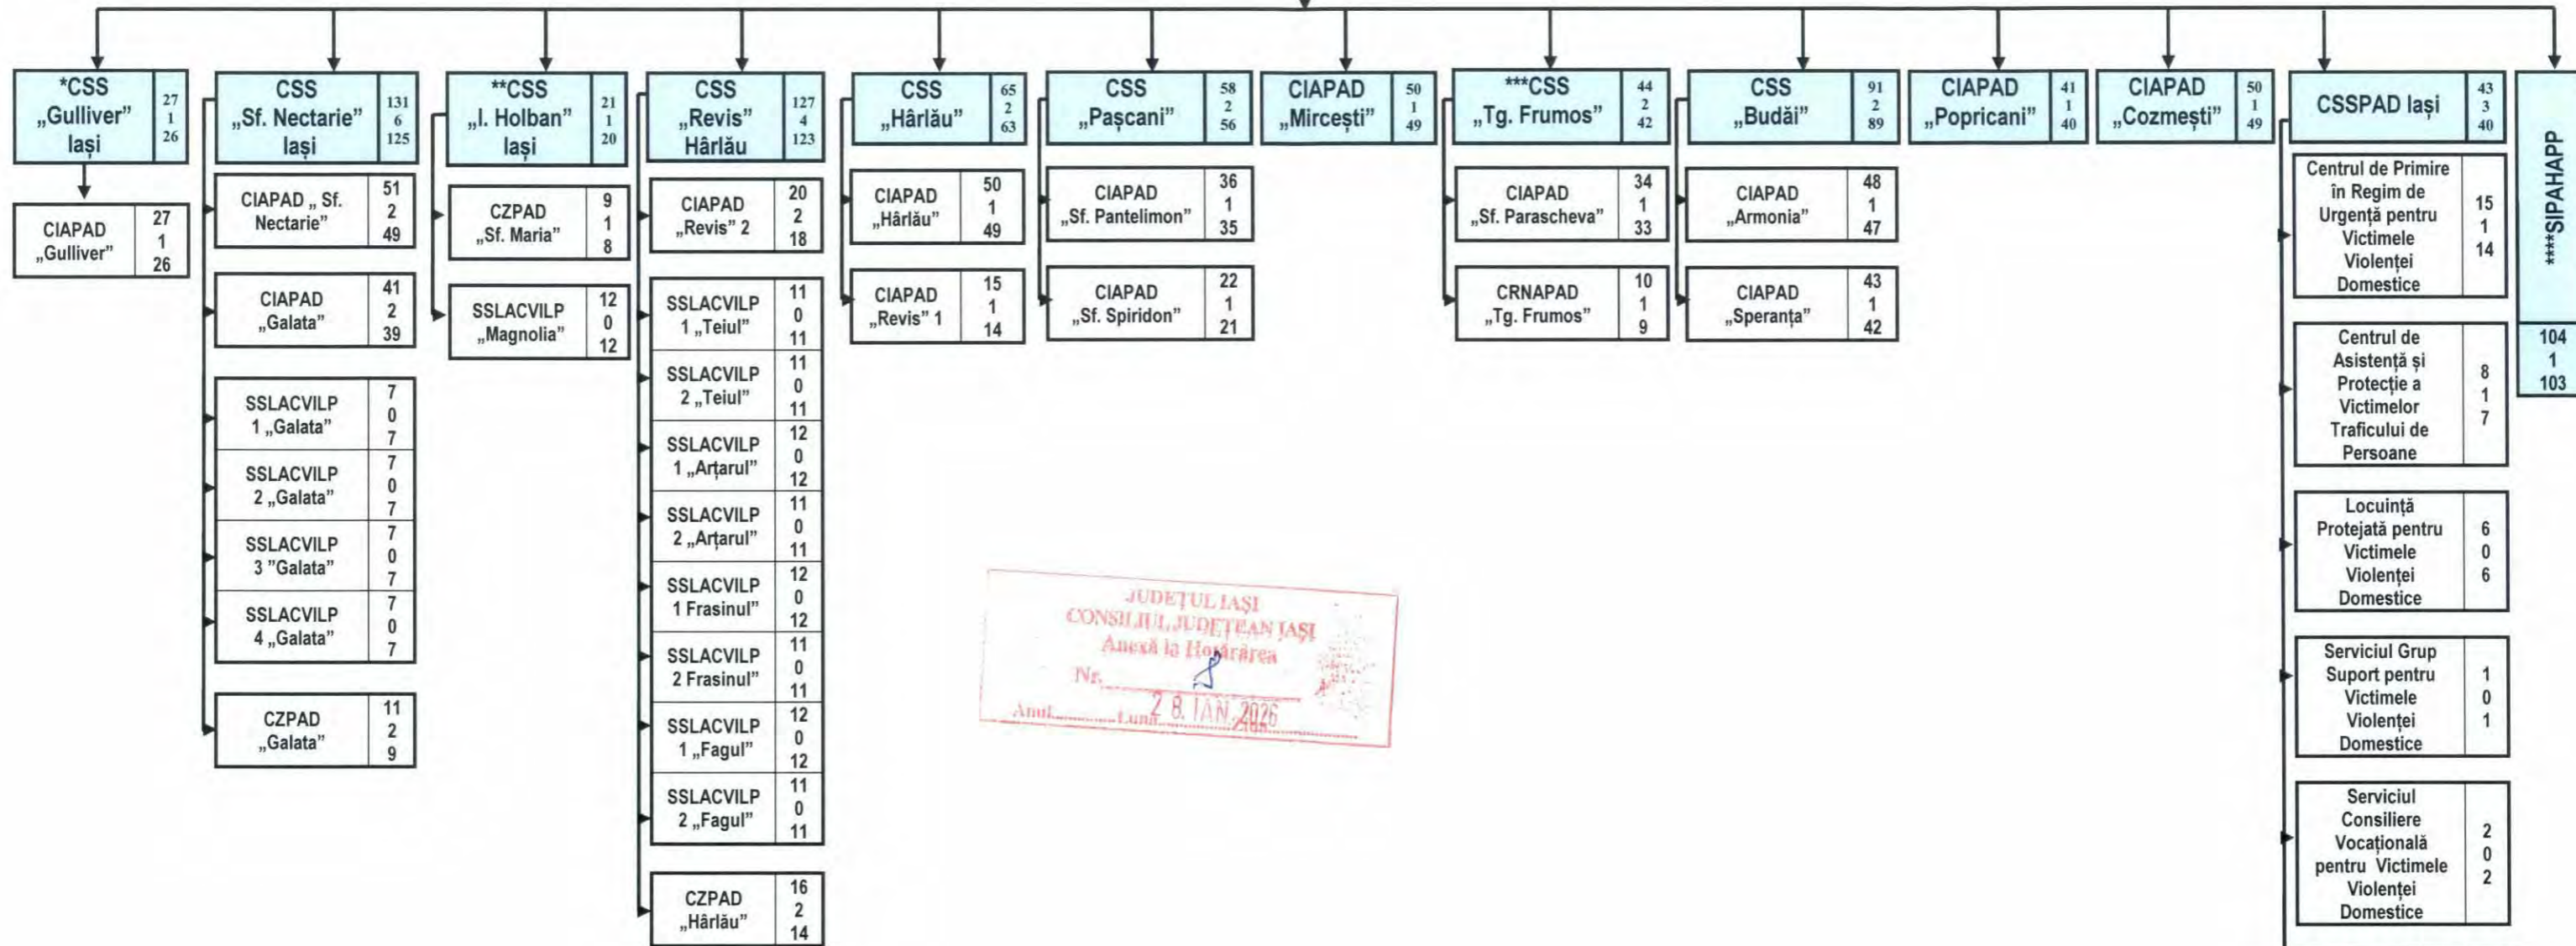 *CSS
„Gulliver”
Iași
27
1
26
CIAPAD
„Gulliver”
27
1
26
CSS
„Sf. Nectarie”
Iași
131
6
125
CIAPAD „ Sf.
Nectarie”
51
2
49
CIAPAD
„Galata”
41
2
39
SSLACVILP
1 „Galata”
7
0
7
SSLACVILP
2 „Galata”
7
0
7
SSLACVILP
3 ”Galata”
7
0
7
SSLACVILP
4 „Galata”
7
0
7
CZPAD
„Galata”
11
2
9
**CSS
„I. Holban”
Iași
21
1
20
CZPAD
„Sf. Maria”
9
1
8
SSLACVILP
„Magnolia”
12
0
12
CSS
„Revis”
Hârlău
127
4
123
CIAPAD
„Revis” 2
20
2
18
SSLACVILP
1 „Teiul”
11
0
11
SSLACVILP
2 „Teiul”
11
0
11
SSLACVILP
1 „Arțarul”
12
0
12
SSLACVILP
2 „Arțarul”
11
0
11
SSLACVILP
1 Frasinul”
12
0
12
SSLACVILP
2 Frasinul”
11
0
11
SSLACVILP
1 „Fagul”
12
0
12
SSLACVILP
2 „Fagul”
11
0
11
CZPAD
„Hârlău”
16
2
14
CSS
„Hârlău”
65
2
63
CIAPAD
„Hârlău”
50
1
49
CIAPAD
„Revis” 1
15
1
14
CSS
„Pașcani”
58
2
56
CIAPAD
„Sf. Pantelimon”
36
1
35
CIAPAD
„Sf. Spiridon”
22
1
21
CIAPAD
„Mircești”
50
1
49
***CSS
„Tg. Frumos”
44
2
42
CIAPAD
„Sf. Parascheva”
34
1
33
CRNAPAD
„Tg. Frumos”
10
1
9
CSS
„Budăi”
91
2
89
CIAPAD
„Armonia”
48
1
47
CIAPAD
„Speranța”
43
1
42
CIAPAD
„Popricani”
41
1
40
CIAPAD
„Cozmești”
50
1
49
CSSPAD Iași
43
3
40
Centrul de Primire
în Regim de
Urgență pentru
Victimele
Violenței
Domestice
15
1
14
Centrul de
Asistență și
Protecție a
Victimelor
Traficului de
Persoane
8
1
7
Locuință
Protejată pentru
Victimele
Violenței
Domestice
6
0
6
Serviciul Grup
Suport pentru
Victimele
Violenței
Domestice
1
0
1
Serviciul
Consiliere
Vocațională
pentru Victimele
Violenței
Domestice
2
0
2
****SIPAHAPP
104
1
103
JUDEȚUL IAȘI
CONSILIUL JUDEȚEAN IAȘI
Anexă la Hotărârea
Nr. 8
Anul Luna 28. IAN. 2026